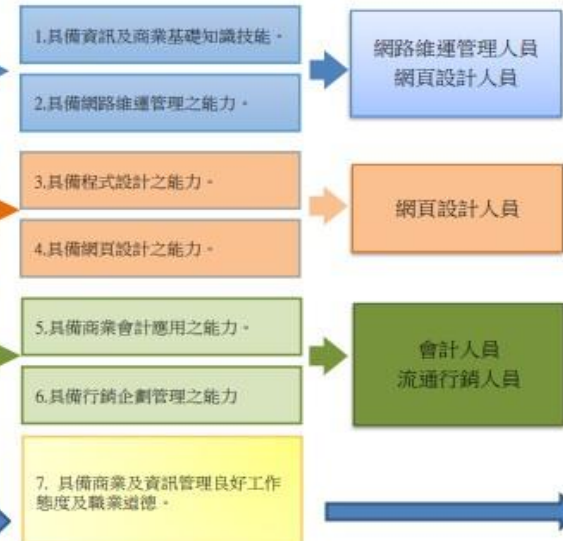 1.具備資訊及商業基礎知識技能。
2.具備網路維運管理之能力。
網路維運管理人員
網頁設計人員
3.具備程式設計之能力。
4.具備網頁設計之能力。
網頁設計人員
5.具備商業會計應用之能力。
6.具備行銷企劃管理之能力
會計人員
流通行銷人員
7. 具備商業及資訊管理良好工作
態度及職業道德。